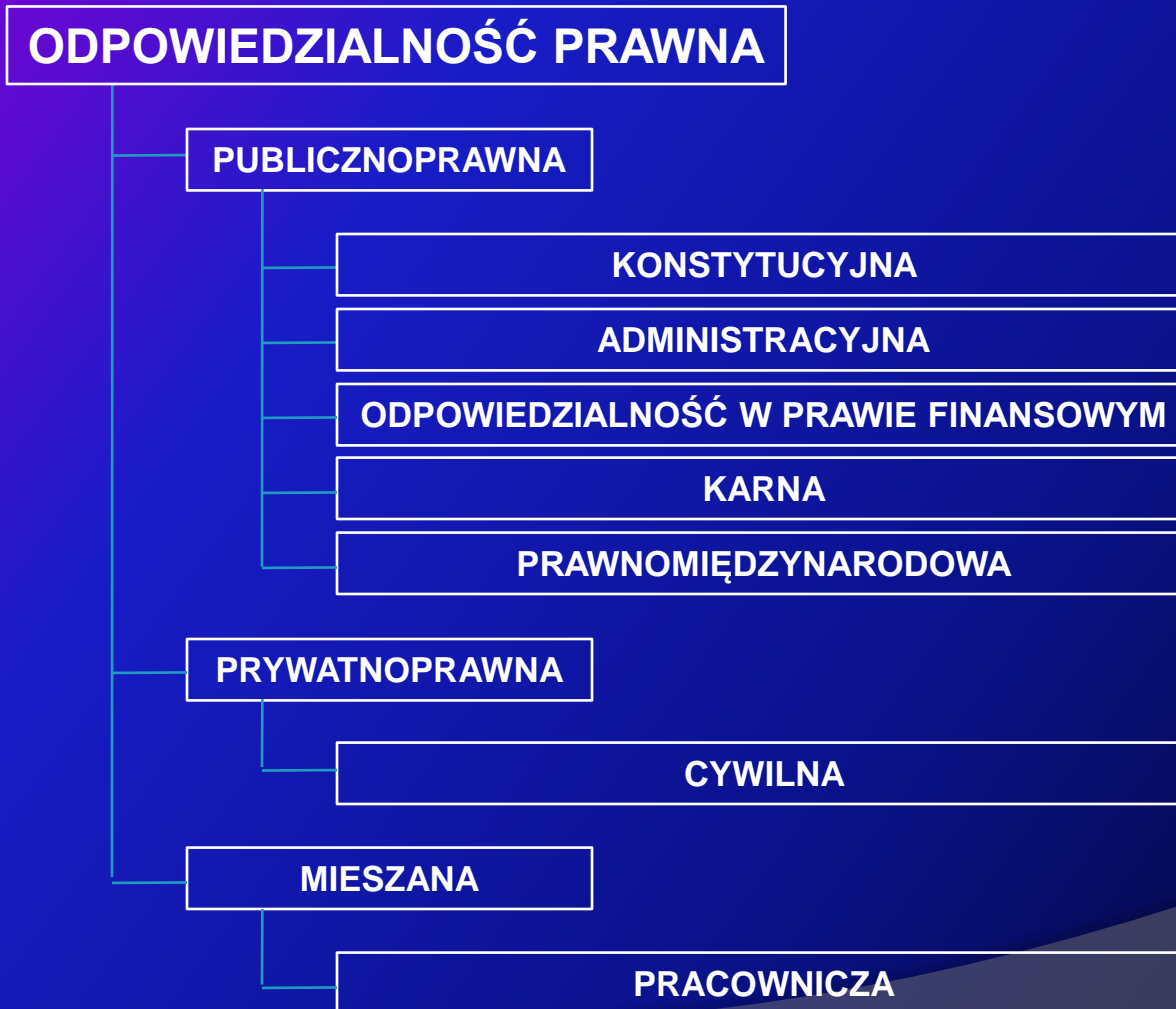 ODPOWIEDZIALNOŚĆ PRAWNA
PUBLICZNOPRAWNA
KONSTYTUCYJNA
ADMINISTRACYJNA
ODPOWIEDZIALNOŚĆ W PRAWIE FINANSOWYM
KARNA
PRAWNOMIĘDZYNARODOWA
PRYWATNOPRAWNA
CYWILNA
MIESZANA
PRACOWNICZA